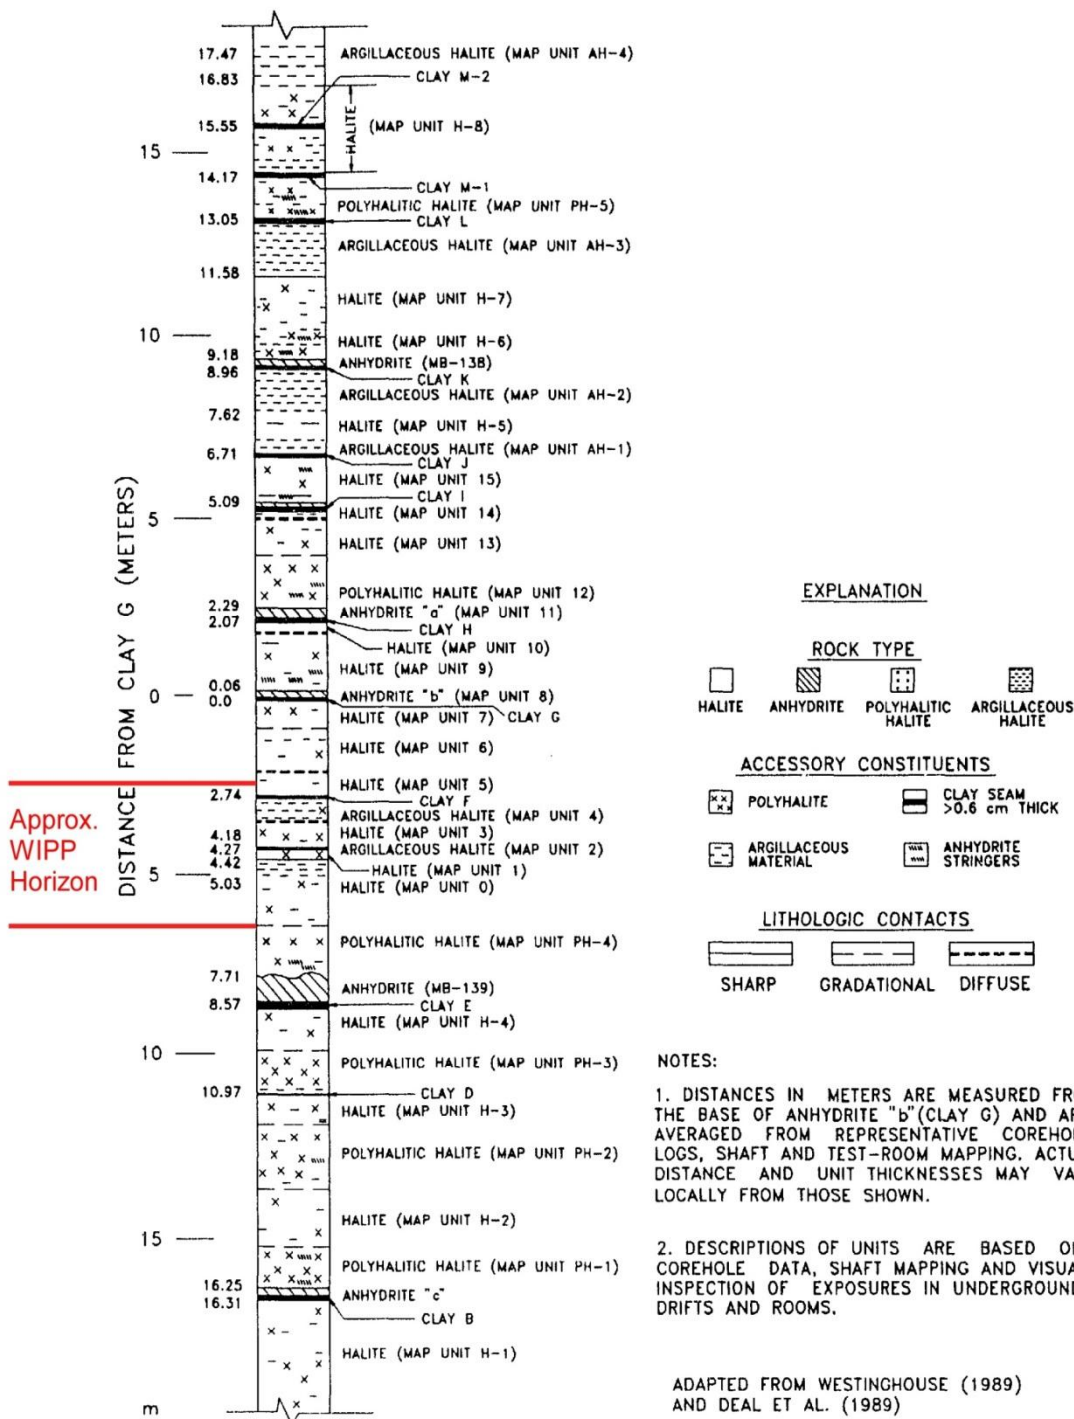 17.47 ARGILLACEOUS HALITE (MAP UNIT AH-4)
16.83 CLAY M-2
15.55 HALITE (MAP UNIT H-8)
15
14.17 CLAY M-1
POLYHALITIC HALITE (MAP UNIT PH-5)
13.05 CLAY L
ARGILLACEOUS HALITE (MAP UNIT AH-3)
11.58
HALITE (MAP UNIT H-7)
10
HALITE (MAP UNIT H-6)
9.18 ANHYDRITE (MB-138)
8.96 CLAY K
ARGILLACEOUS HALITE (MAP UNIT AH-2)
7.62
HALITE (MAP UNIT H-5)
ARGILLACEOUS HALITE (MAP UNIT AH-1)
6.71 CLAY J
HALITE (MAP UNIT 15)
5.09 CLAY I
5 HALITE (MAP UNIT 14)
HALITE (MAP UNIT 13)
POLYHALITIC HALITE (MAP UNIT 12)
2.29 ANHYDRITE "a" (MAP UNIT 11)
2.07 CLAY H
HALITE (MAP UNIT 10)
HALITE (MAP UNIT 9)
0.06
0 0.0 ANHYDRITE "b" (MAP UNIT 8)
HALITE (MAP UNIT 7) CLAY G
HALITE (MAP UNIT 6)
HALITE (MAP UNIT 5)
2.74 CLAY F
ARGILLACEOUS HALITE (MAP UNIT 4)
4.18 HALITE (MAP UNIT 3)
4.27 ARGILLACEOUS HALITE (MAP UNIT 2)
4.42 HALITE (MAP UNIT 1)
5 5.03 HALITE (MAP UNIT 0)
POLYHALITIC HALITE (MAP UNIT PH-4)
7.71
ANHYDRITE (MB-139)
8.57 CLAY E
HALITE (MAP UNIT H-4)
10
POLYHALITIC HALITE (MAP UNIT PH-3)
10.97 CLAY D
HALITE (MAP UNIT H-3)
POLYHALITIC HALITE (MAP UNIT PH-2)
15 HALITE (MAP UNIT H-2)
POLYHALITIC HALITE (MAP UNIT PH-1)
16.25 ANHYDRITE "c"
16.31 CLAY B
HALITE (MAP UNIT H-1)
m
DISTANCE FROM CLAY G (METERS)
Approx.
WIPP
Horizon
EXPLANATION
ROCK TYPE
HALITE ANHYDRITE POLYHALITIC HALITE ARGILLACEOUS HALITE
ACCESSORY CONSTITUENTS
POLYHALITE CLAY SEAM >0.6 cm THICK
ARGILLACEOUS MATERIAL ANHYDRITE STRINGERS
LITHOLOGIC CONTACTS
SHARP GRADATIONAL DIFFUSE
NOTES:
1. DISTANCES IN METERS ARE MEASURED FR
THE BASE OF ANHYDRITE "b"(CLAY G) AND AR
AVERAGED FROM REPRESENTATIVE COREHO
LOGS, SHAFT AND TEST-ROOM MAPPING. ACTU
DISTANCE AND UNIT THICKNESSES MAY VA
LOCALLY FROM THOSE SHOWN.
2. DESCRIPTIONS OF UNITS ARE BASED O
COREHOLE DATA, SHAFT MAPPING AND VISUA
INSPECTION OF EXPOSURES IN UNDERGROUND
DRIFTS AND ROOMS.
ADAPTED FROM WESTINGHOUSE (1989)
AND DEAL ET AL. (1989)